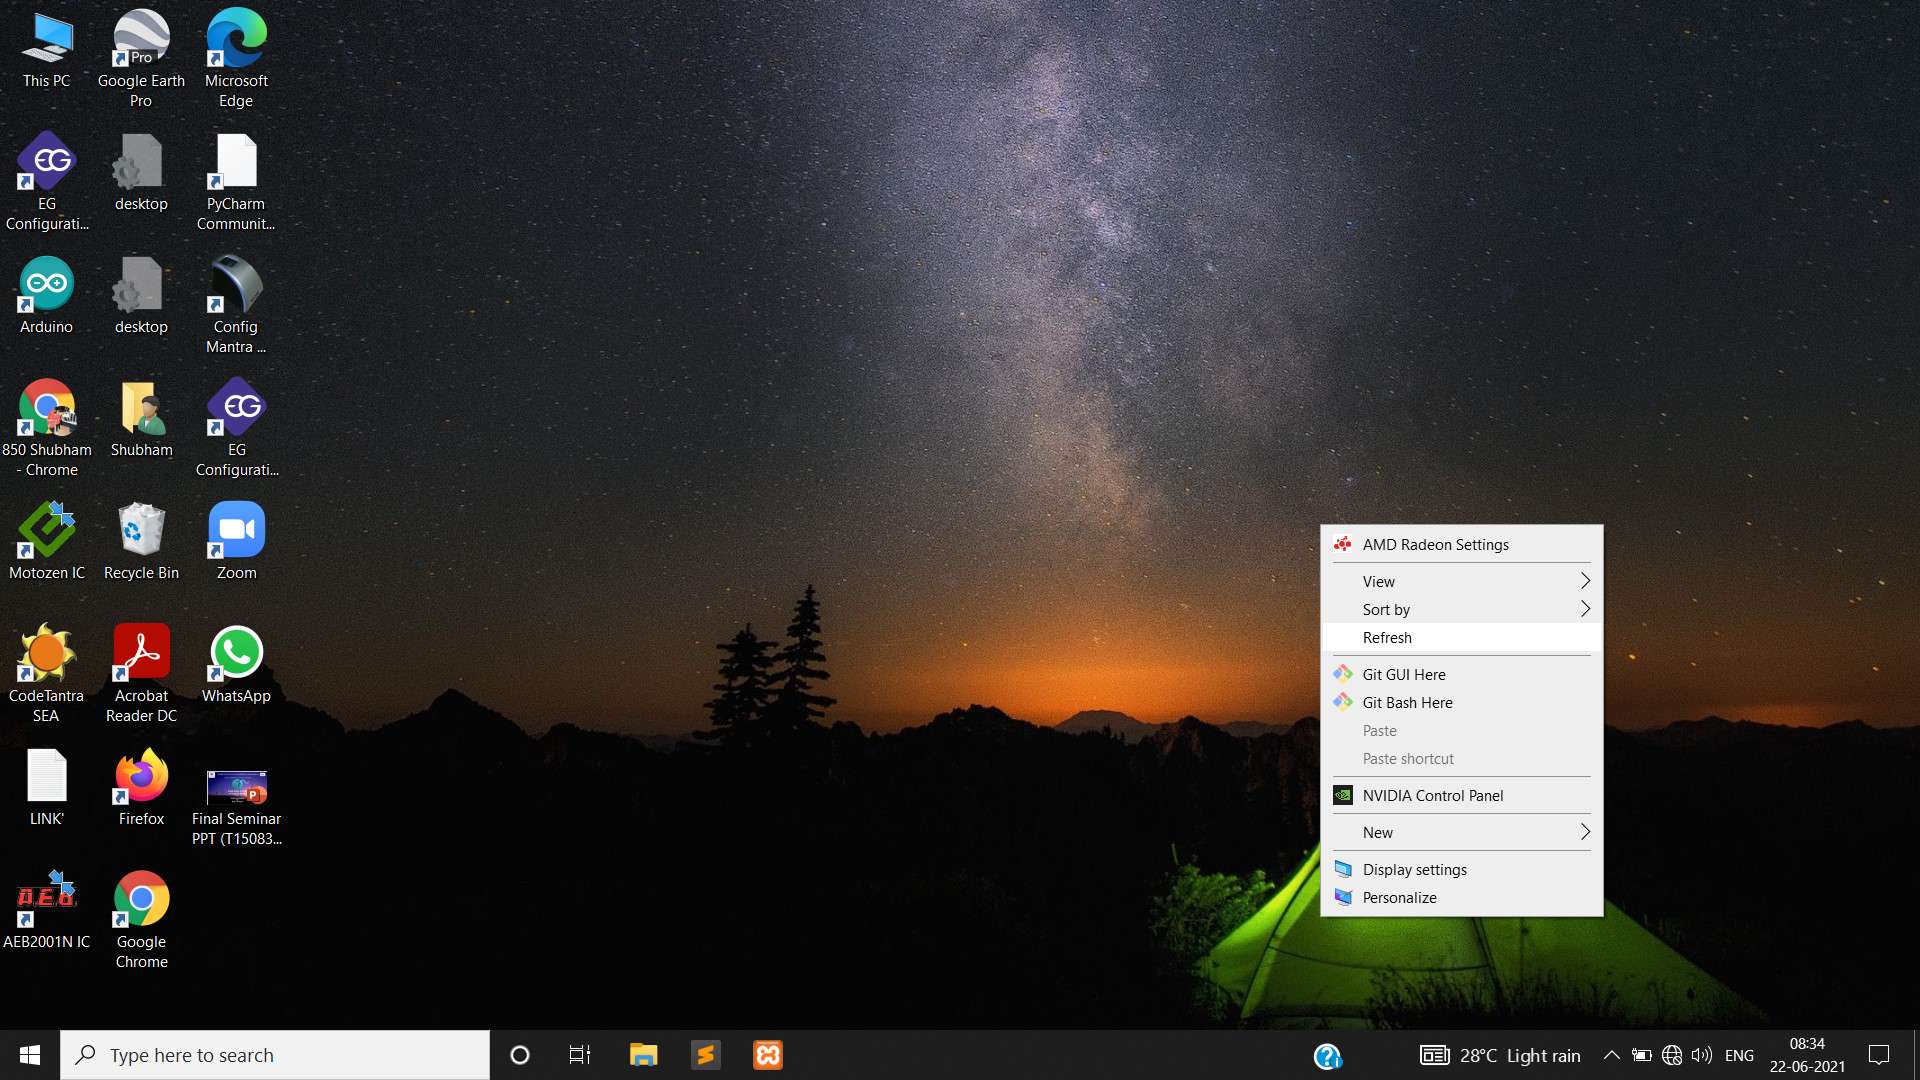 This PC
Pro
Google Earth
Pro
Microsoft
Edge
EG
EG
Configurati...
desktop
PyCharm
Communit...
Arduino
desktop
Config
Mantra ...
850 Shubham
- Chrome
Shubham
EG
EG
Configurati...
Motozen IC
Recycle Bin
Zoom
CodeTantra
SEA
Acrobat
Reader DC
WhatsApp
LINK'
Firefox
P
Final Seminar
PPT (T15083...
AEB
AEB2001N IC
Google
Chrome
AMD Radeon Settings
View
Sort by
Refresh
Git GUI Here
Git Bash Here
Paste
Paste shortcut
NVIDIA Control Panel
New
Display settings
Personalize
Type here to search
28°C Light rain
ENG
08:34
22-06-2021